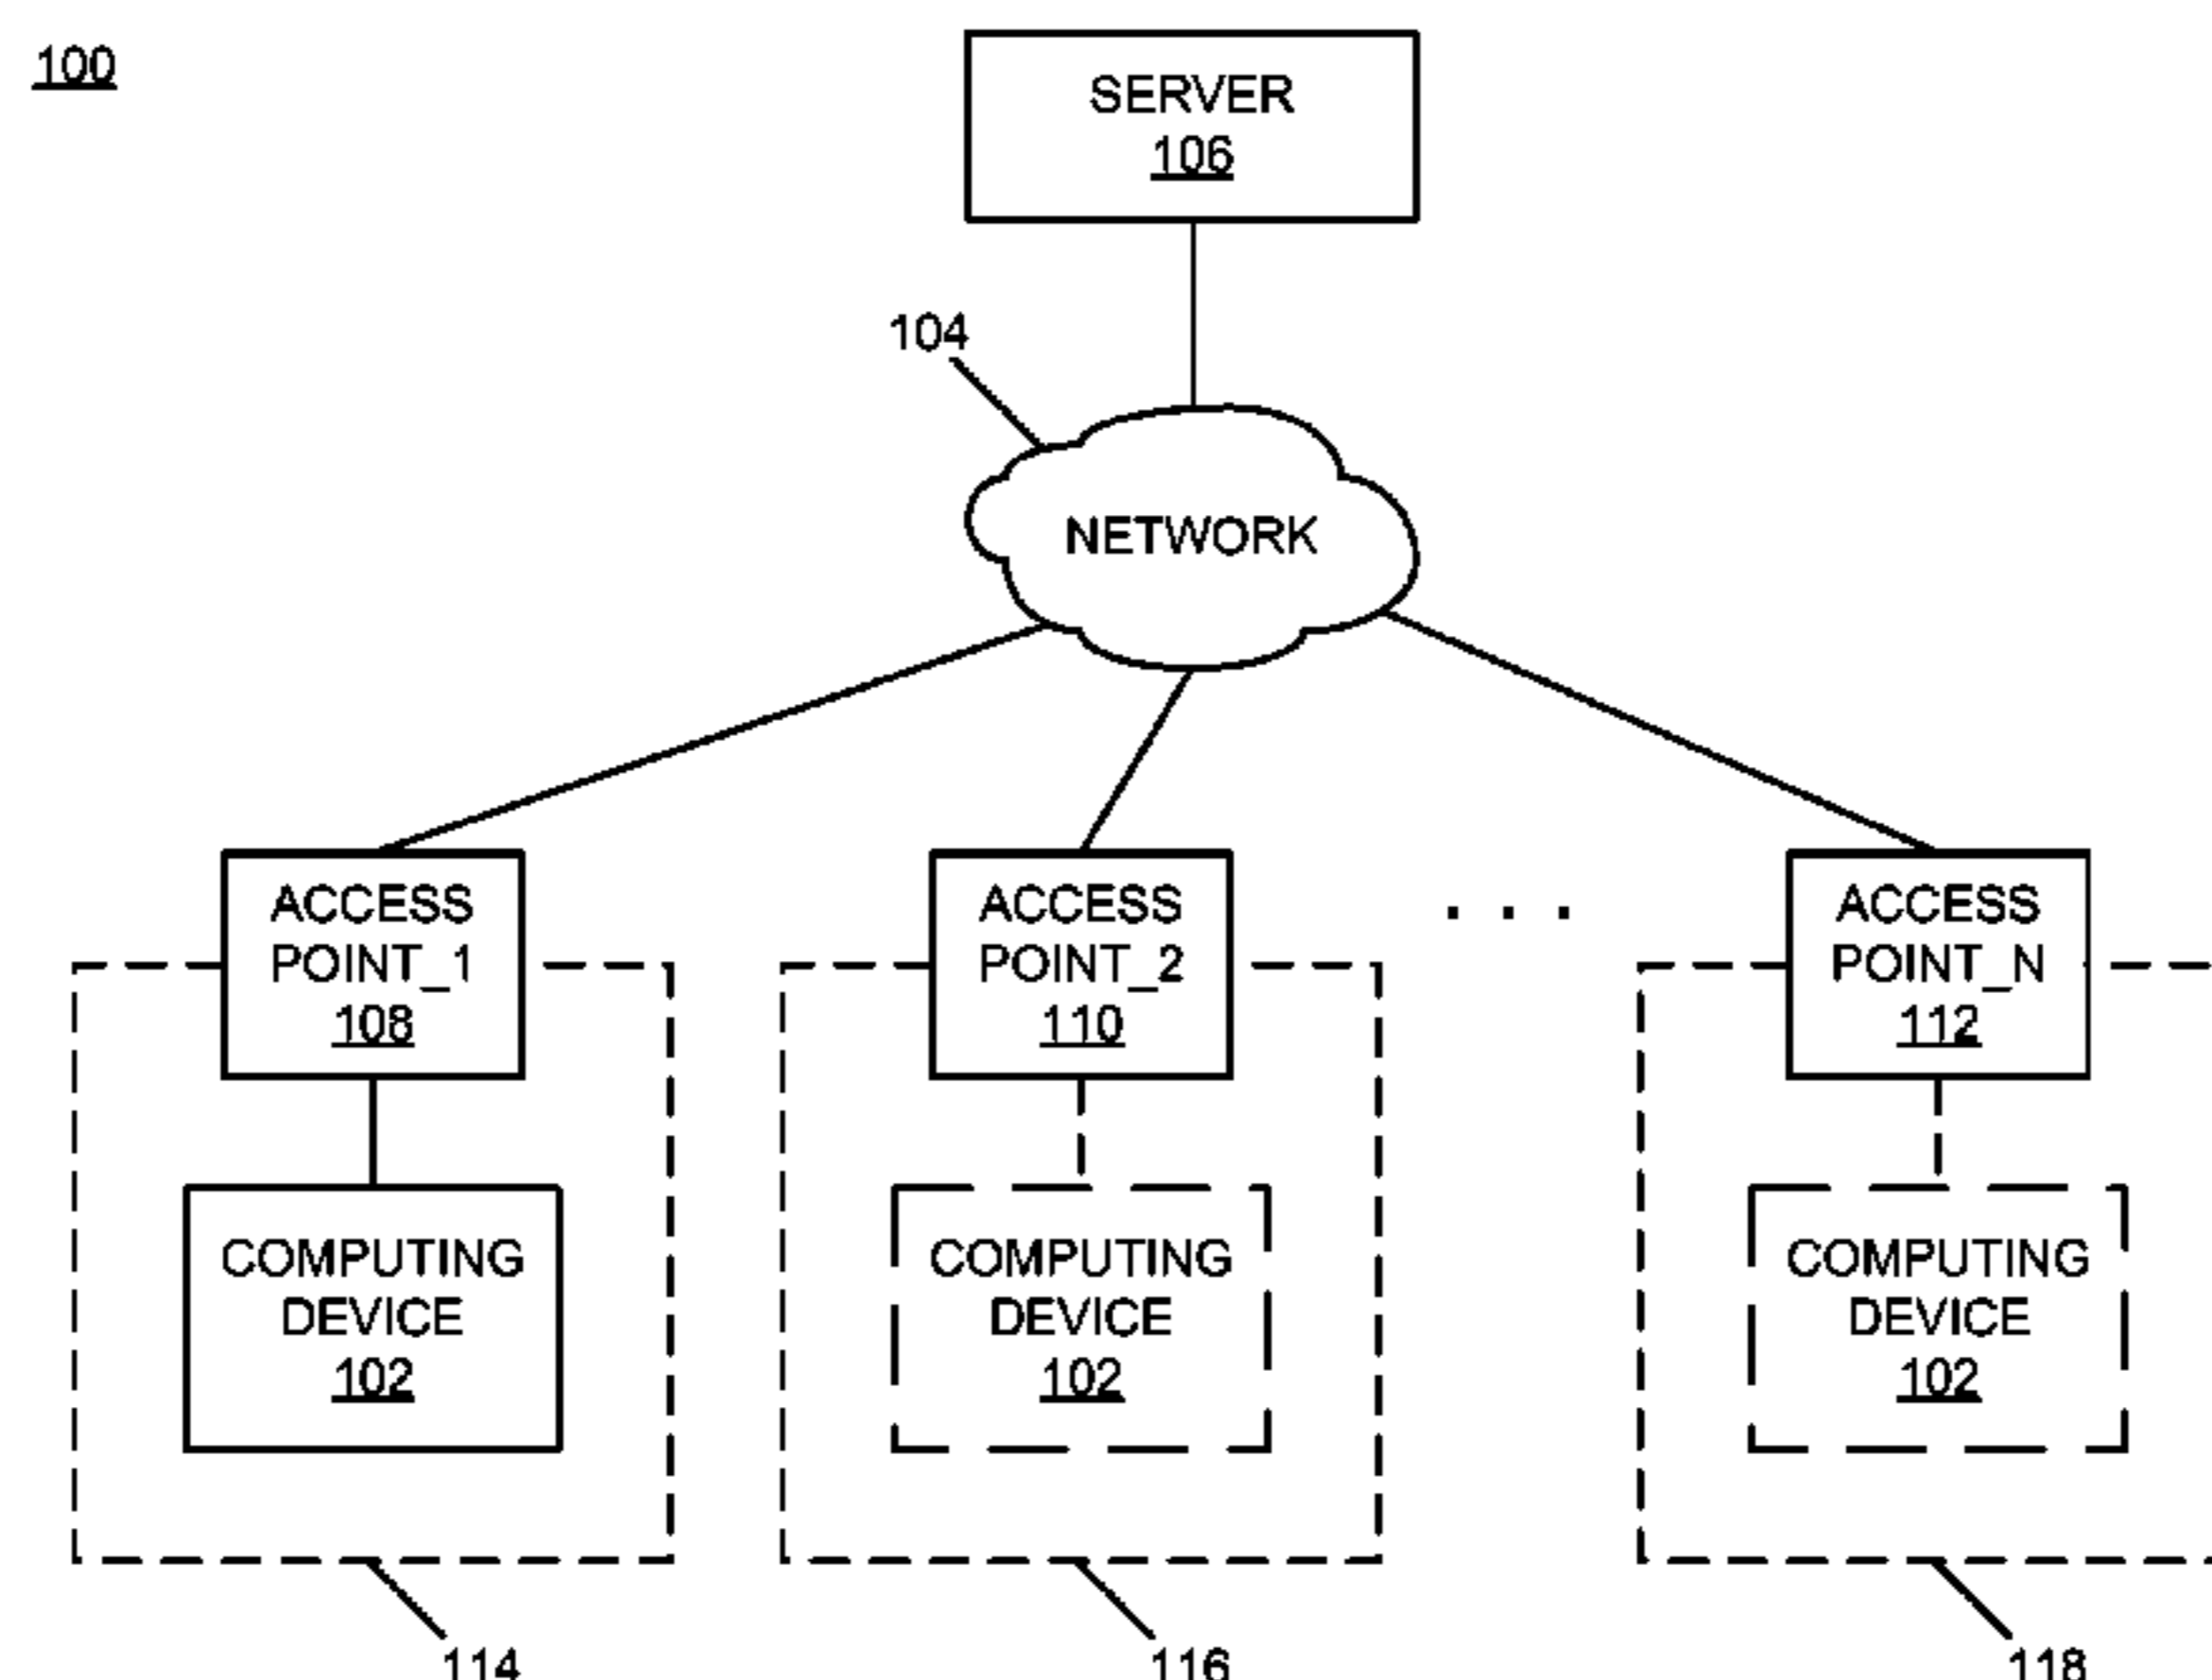 100
SERVER
106
104
NETWORK
ACCESS
POINT_1
108
ACCESS
POINT_2
110
. . .
ACCESS
POINT_N
112
COMPUTING
DEVICE
102
COMPUTING
DEVICE
102
COMPUTING
DEVICE
102
114
116
118